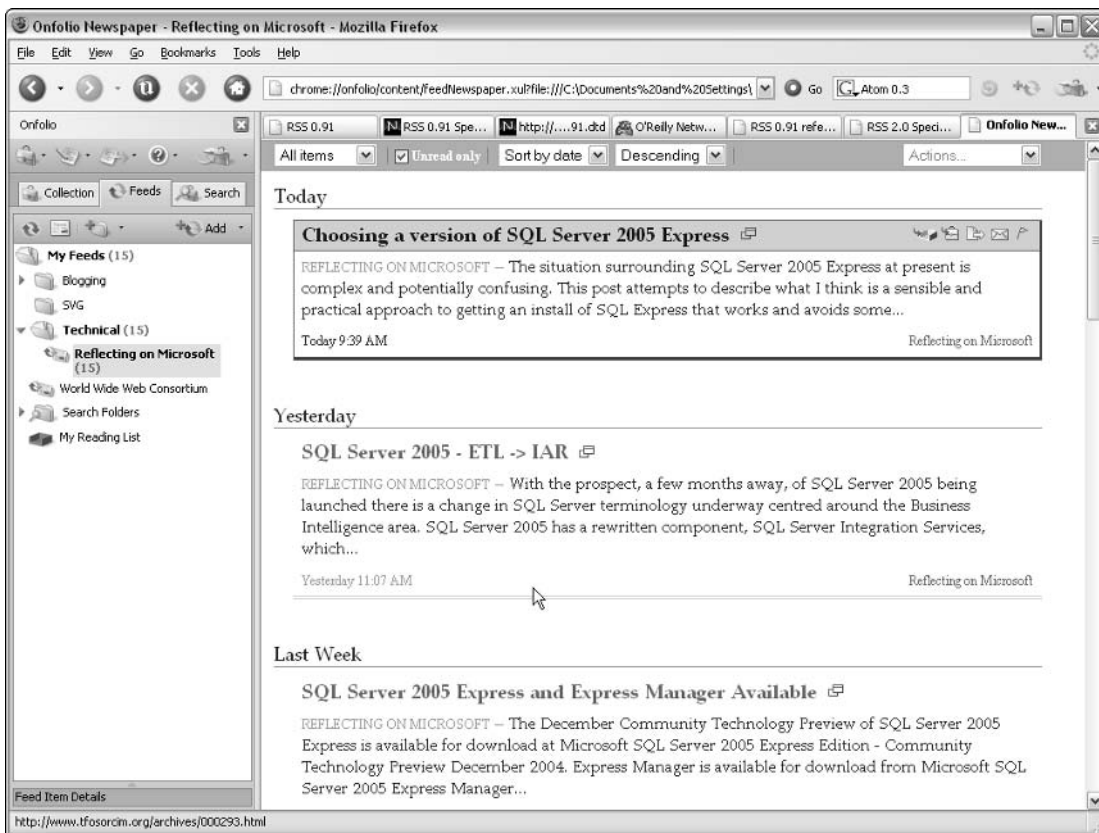 Onfolio Newspaper - Reflecting on Microsoft - Mozilla Firefox
File Edit View Go Bookmarks Tools Help
chrome://onfolio/content/feedNewspaper.xul?file:///C:\Documents%20and%20Settings\ Go Atom 0.3
Onfolio
RSS 0.91 RSS 0.91 Spe... http://....91.dtd O'Reilly Netw... RSS 0.91 refe... RSS 2.0 Speci... Onfolio New...
All items Unread only Sort by date Descending Actions...
Collection Feeds Search
Add
My Feeds (15)
Blogging
SVG
Technical (15)
Reflecting on Microsoft
(15)
World Wide Web Consortium
Search Folders
My Reading List
Feed Item Details
Today
Choosing a version of SQL Server 2005 Express
REFLECTING ON MICROSOFT — The situation surrounding SQL Server 2005 Express at present is
complex and potentially confusing. This post attempts to describe what I think is a sensible and
practical approach to getting an install of SQL Express that works and avoids some...
Today 9:39 AM Reflecting on Microsoft
Yesterday
SQL Server 2005 - ETL -> IAR
REFLECTING ON MICROSOFT — With the prospect, a few months away, of SQL Server 2005 being
launched there is a change in SQL Server terminology underway centred around the Business
Intelligence area. SQL Server 2005 has a rewritten component, SQL Server Integration Services,
which...
Yesterday 11:07 AM Reflecting on Microsoft
Last Week
SQL Server 2005 Express and Express Manager Available
REFLECTING ON MICROSOFT — The December Community Technology Preview of SQL Server 2005
Express is available for download at Microsoft SQL Server 2005 Express Edition - Community
Technology Preview December 2004. Express Manager is available for download from Microsoft SQL
Server 2005 Express Manager...
http://www.tfosorcim.org/archives/000293.html